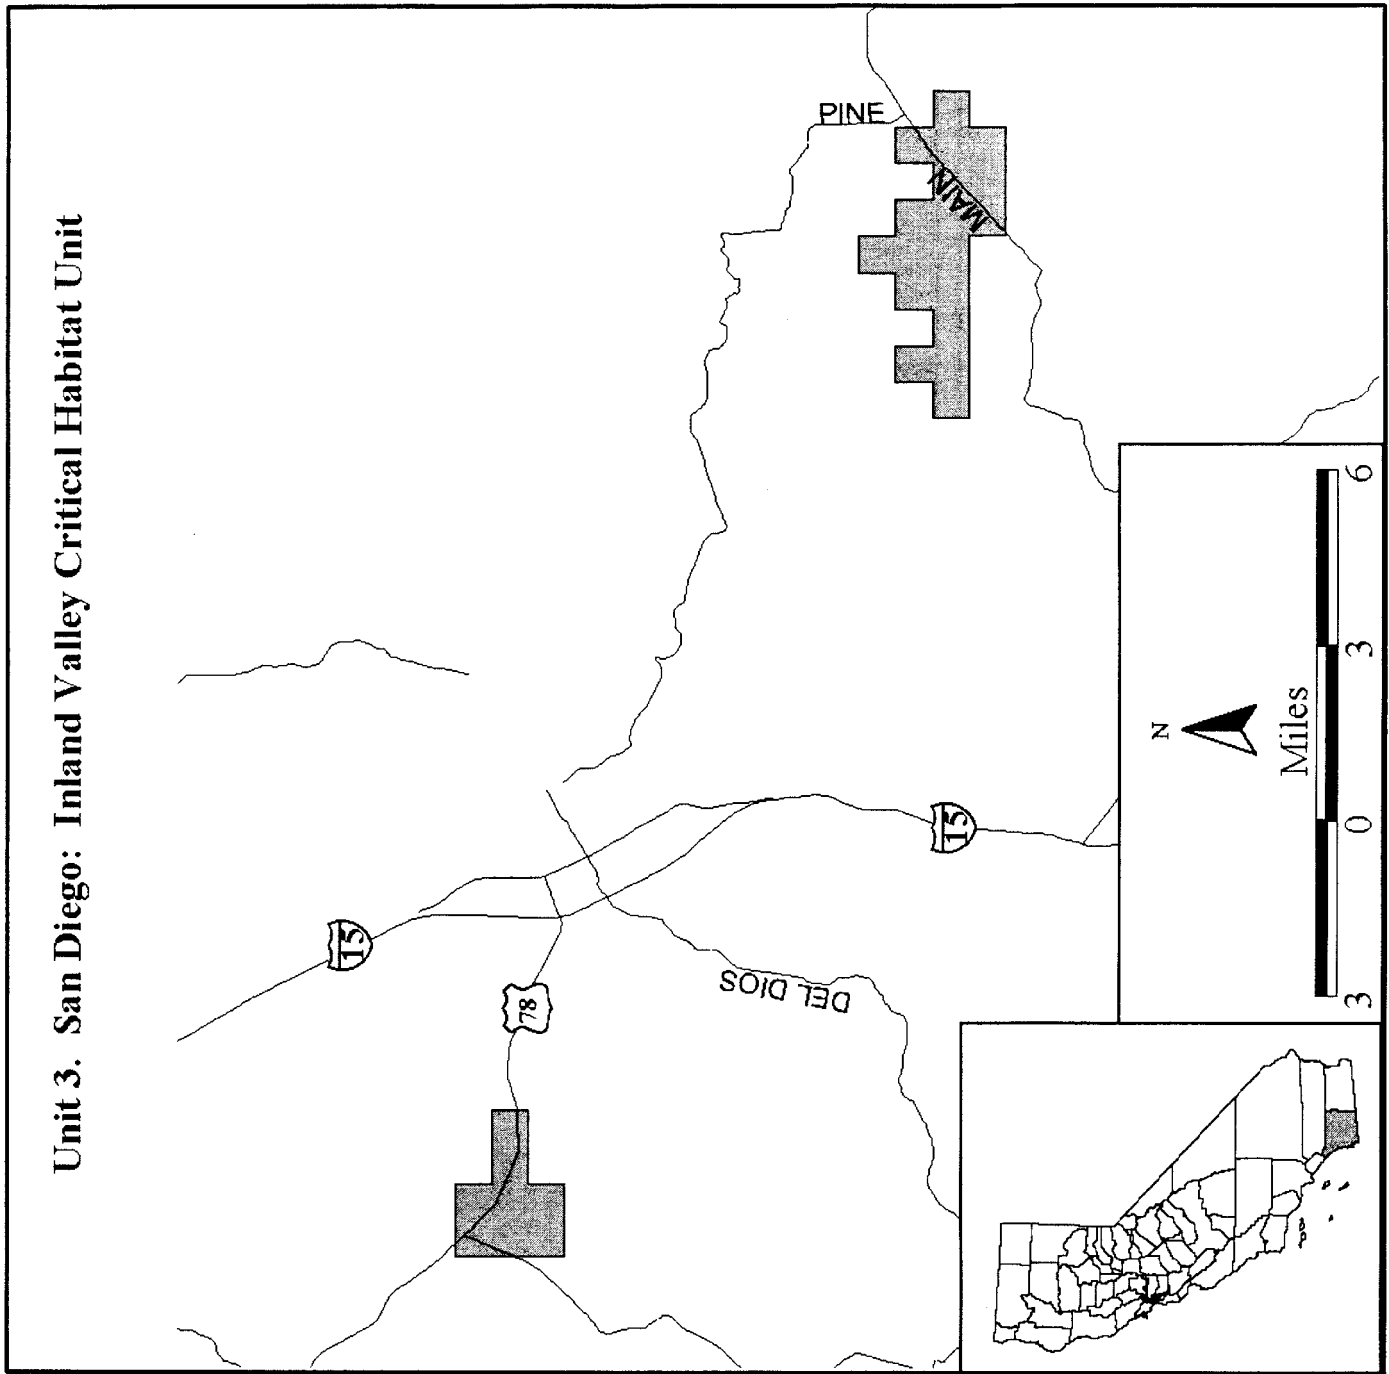 Unit 3. San Diego: Inland Valley Critical Habitat Unit
PINE
MAIN
15
78
DEL DIOS
15
N
Miles
3 0 3 6